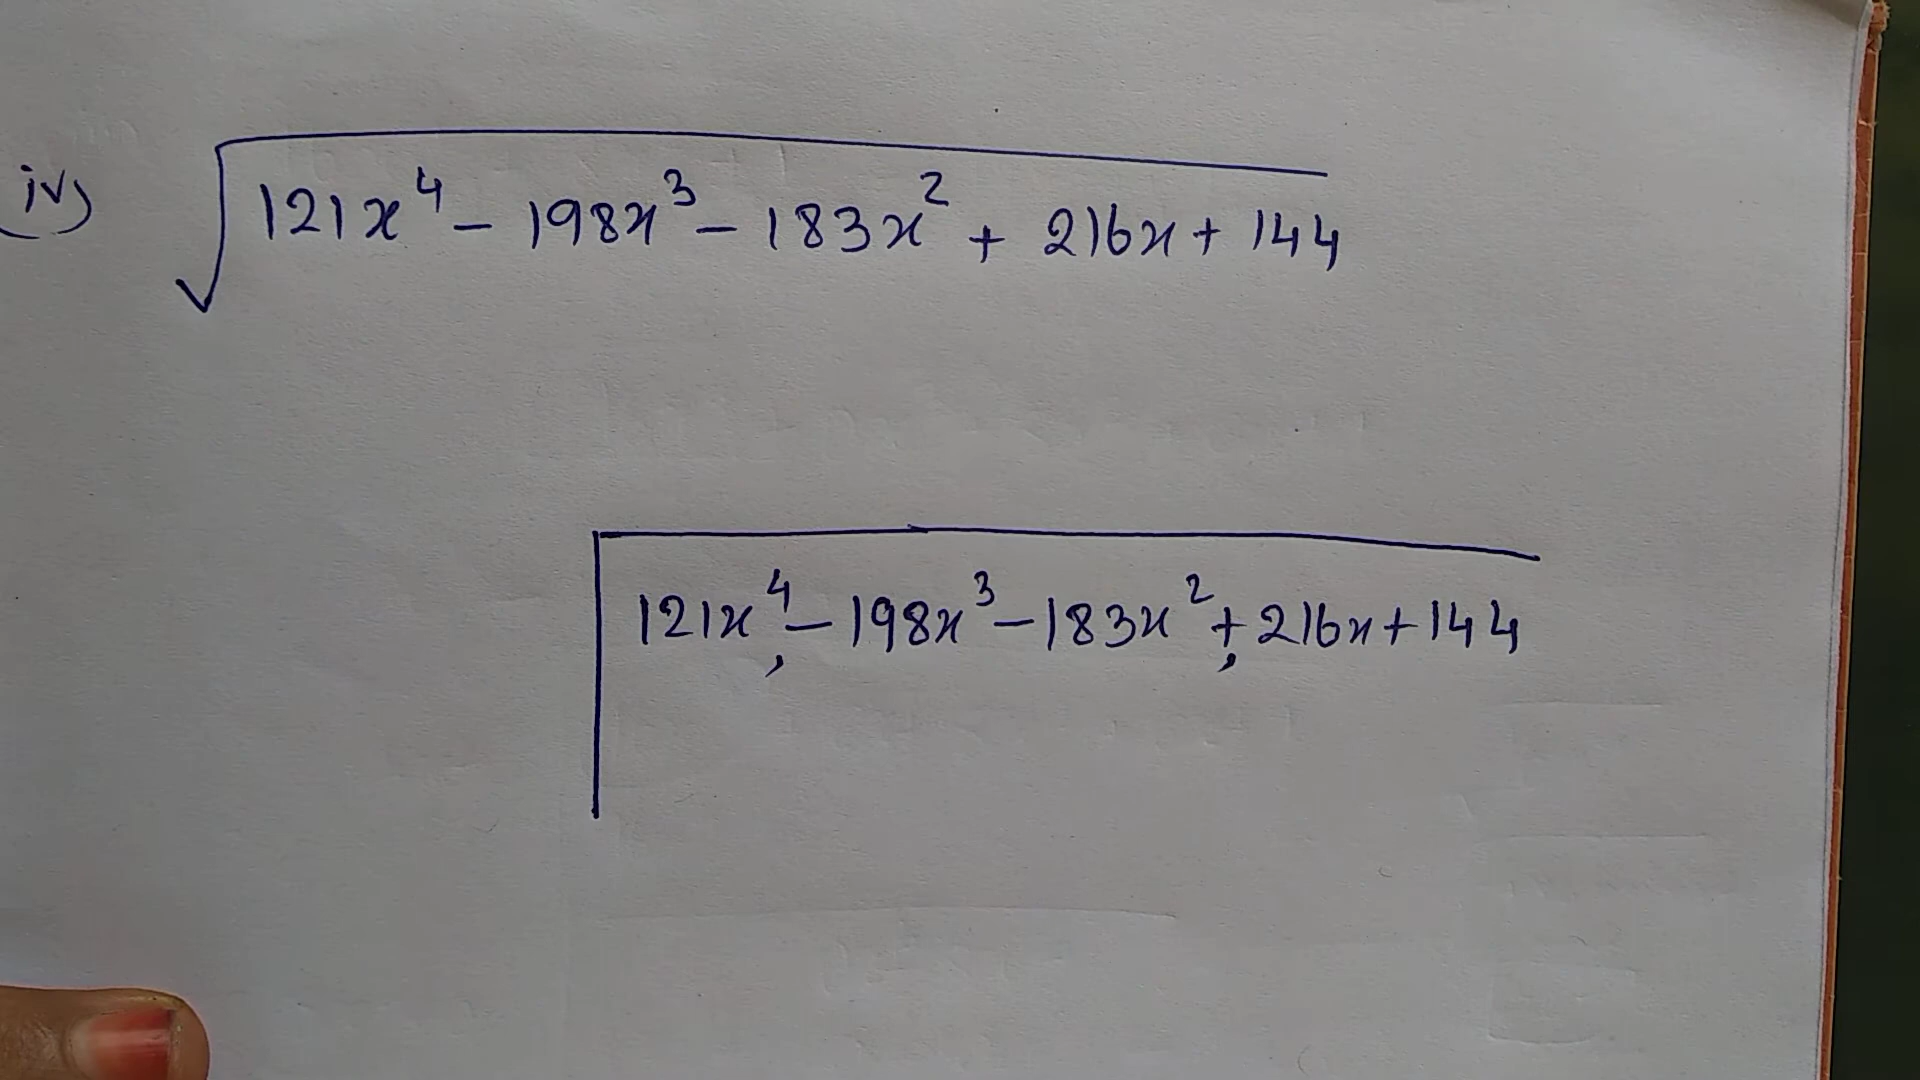 iv) √121x⁴ - 198x³ - 183x² + 216x + 144
121x⁴ - 198x³ - 183x² + 216x + 144